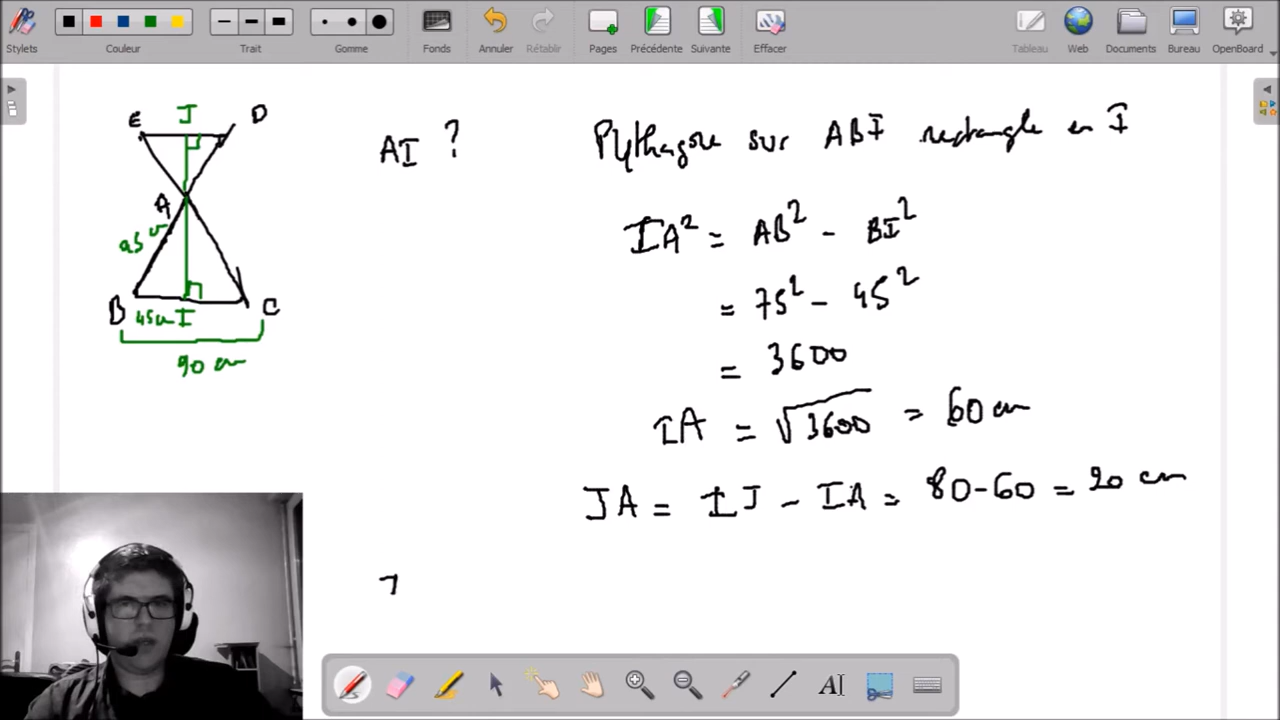 Stylets Couleur Trait Gomme Fonds Annuler Rétablir Pages Précédente Suivante Effacer Tableau Web Documents Bureau OpenBoard
E J D
A
B 45cm I C
90 cm
AI ?
Pythagore sur ABI rectangle en I
IA² = AB² - BI²
= 75² - 45²
= 3600
IA = √3600 = 60 cm
JA = IJ - IA = 80-60 = 20 cm
AI